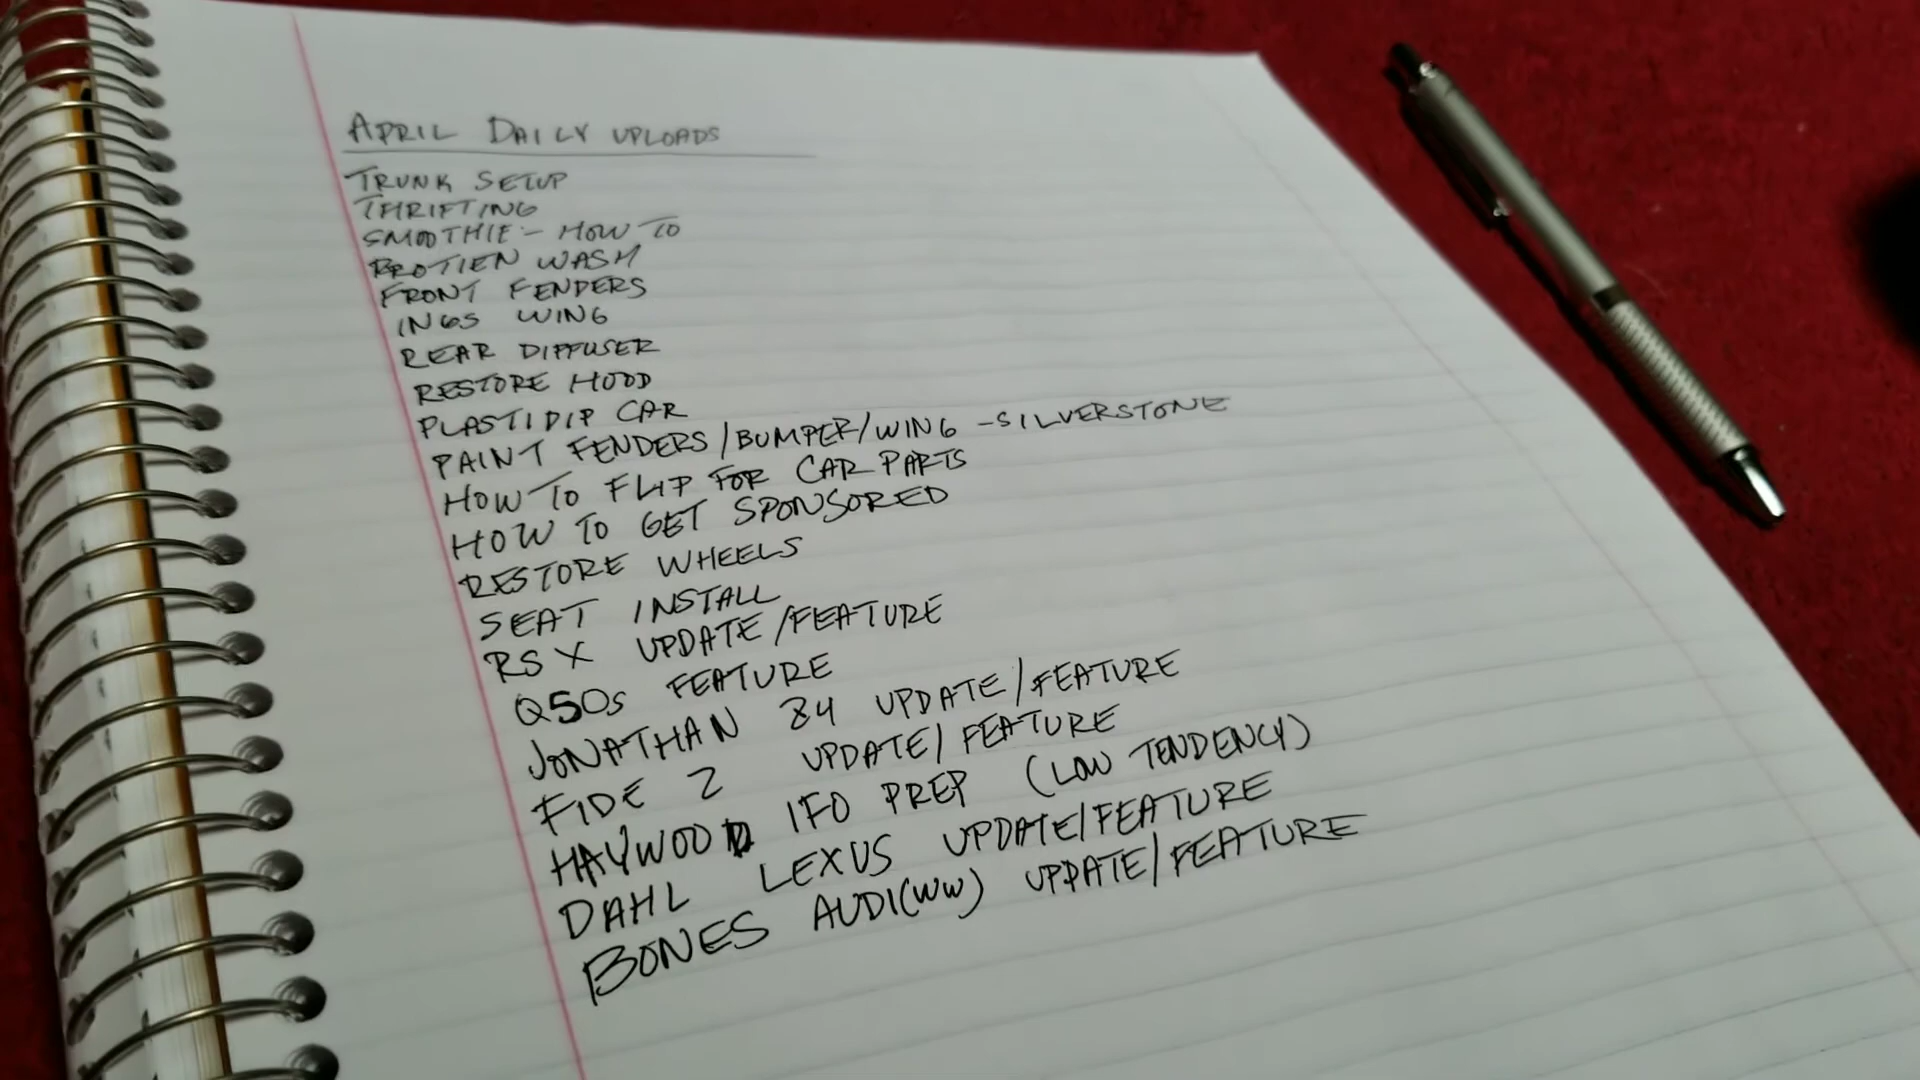 APRIL DAILY UPLOADS
TRUNK SETUP
THRIFTING
SMOOTHIE - HOW TO
PROTIEN WASH
FRONT FENDERS
INGS WING
REAR DIFFUSER
RESTORE HOOD
PLASTIDIP CAR
PAINT FENDERS/BUMPER/WING - SILVERSTONE
HOW TO FLIP FOR CAR PARTS
HOW TO GET SPONSORED
RESTORE WHEELS
SEAT INSTALL
RSX UPDATE/FEATURE
Q50s FEATURE
JONATHAN Z4 UPDATE/FEATURE
FIDE Z UPDATE/FEATURE
HAYWOOD IFO PREP (LOW TENDENCY)
DAHL LEXUS UPDATE/FEATURE
BONES AUDI(WW) UPDATE/FEATURE